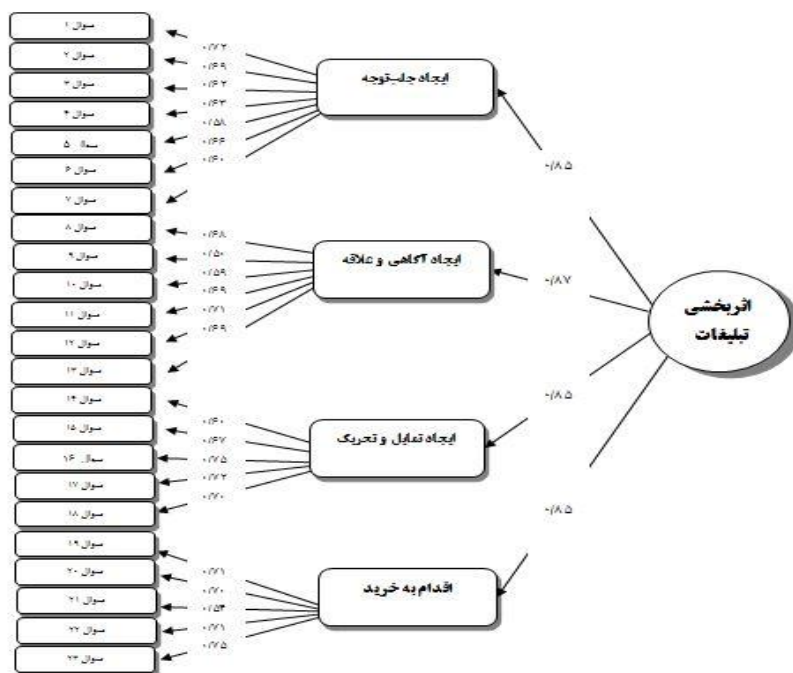 سوال ۱
سوال ۲
سوال ۳
سوال ۴
سوال ۵
سوال ۶
سوال ۷
سوال ۸
سوال ۹
سوال ۱۰
سوال ۱۱
سوال ۱۲
سوال ۱۳
سوال ۱۴
سوال ۱۵
سوال ۱۶
سوال ۱۷
سوال ۱۸
سوال ۱۹
سوال ۲۰
سوال ۲۱
سوال ۲۲
سوال ۲۳
۰/۷۲
۰/۶۹
۰/۶۲
۰/۶۳
۰/۵۸
۰/۶۶
۰/۶۰
۰/۶۸
۰/۵۰
۰/۵۹
۰/۶۹
۰/۷۱
۰/۶۹
۰/۶۰
۰/۶۷
۰/۷۵
۰/۷۲
۰/۷۰
۰/۷۱
۰/۷۰
۰/۵۴
۰/۷۱
۰/۷۵
ایجاد جلب‌توجه
ایجاد آگاهی و علاقه
ایجاد تمایل و تحریک
اقدام به خرید
۰/۸۵
۰/۸۷
۰/۸۵
۰/۸۵
اثربخشی
تبلیغات